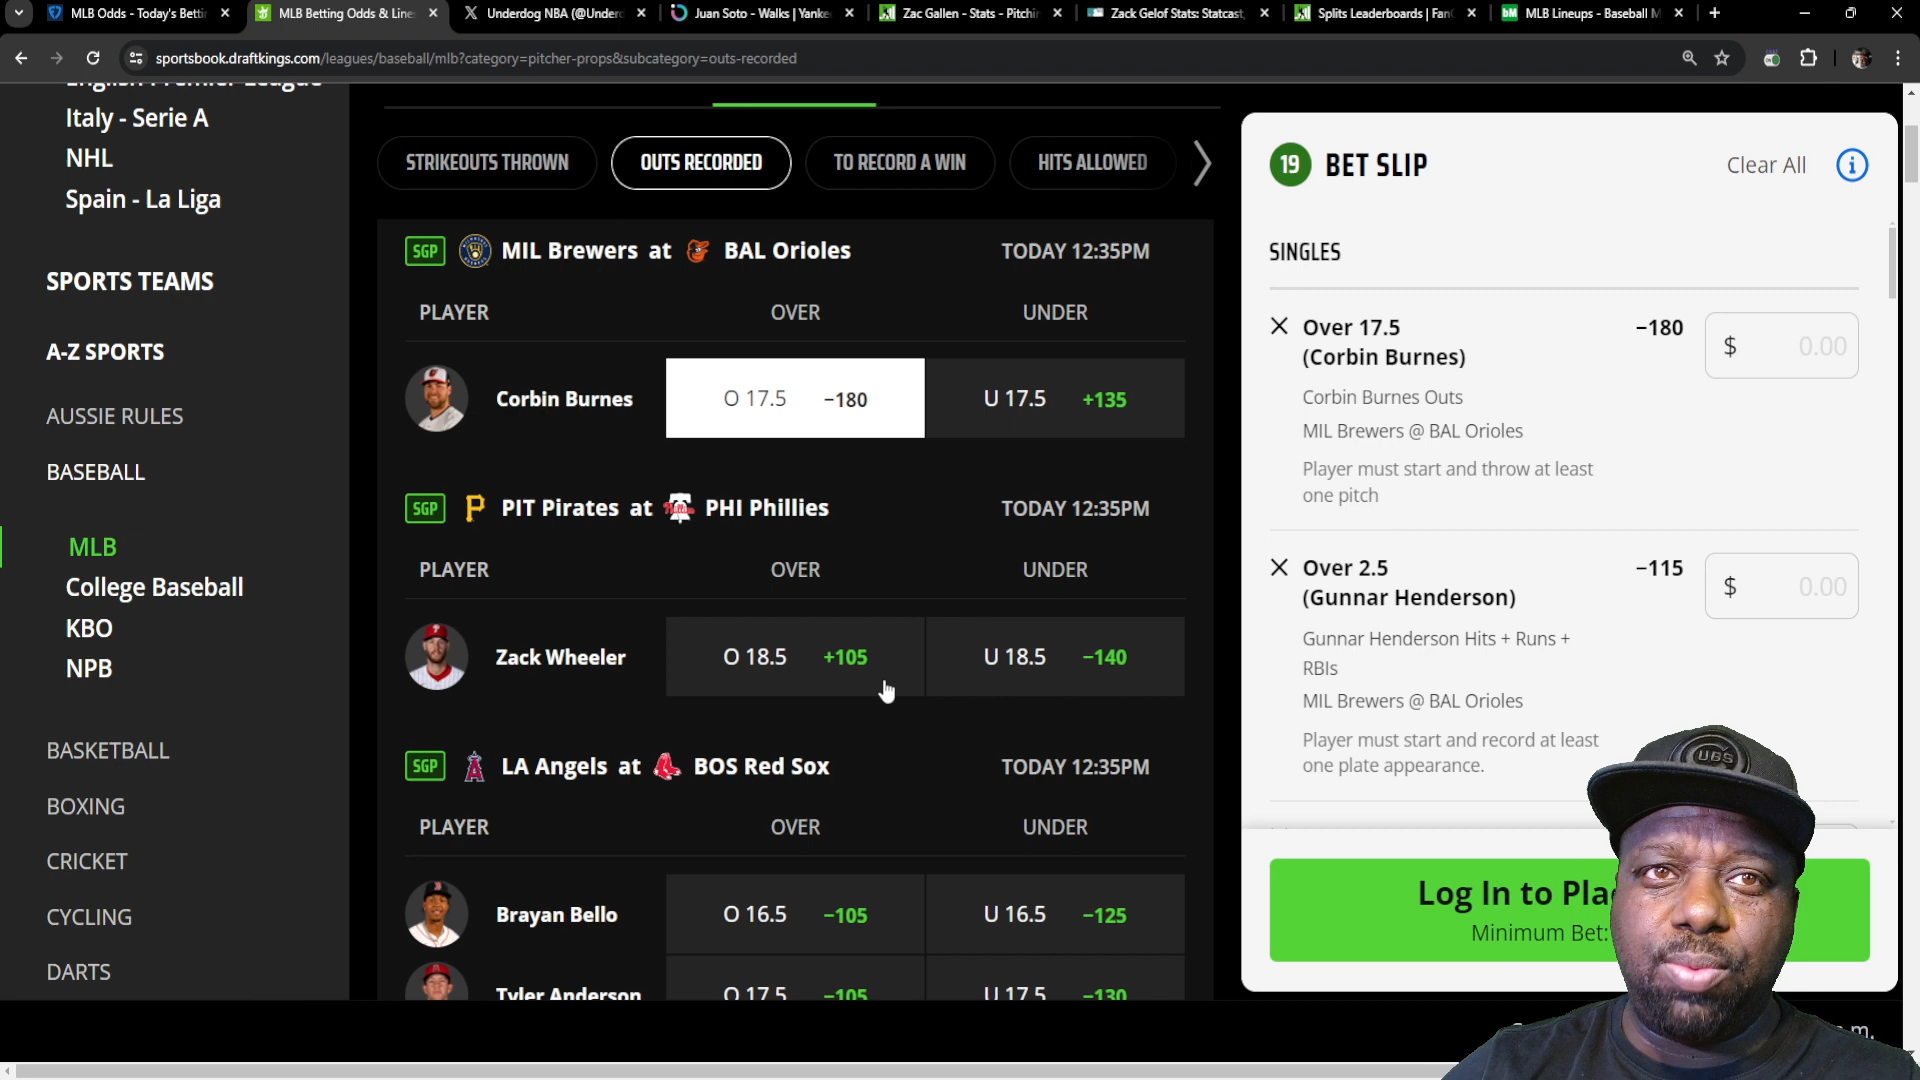 MLB Odds - Today's Betti
MLB Betting Odds & Line
Underdog NBA (@Under
Juan Soto - Walks | Yanke
Zac Gallen - Stats - Pitchi
Zack Gelof Stats: Statcast
Splits Leaderboards | Fan
bM MLB Lineups - Baseball M
sportsbook.draftkings.com/leagues/baseball/mlb?category=pitcher-props&subcategory=outs-recorded
English Premier League
Italy - Serie A
NHL
Spain - La Liga
SPORTS TEAMS
A-Z SPORTS
AUSSIE RULES
BASEBALL
MLB
College Baseball
KBO
NPB
BASKETBALL
BOXING
CRICKET
CYCLING
DARTS
STRIKEOUTS THROWN
OUTS RECORDED
TO RECORD A WIN
HITS ALLOWED
SGP MIL Brewers at BAL Orioles TODAY 12:35PM
PLAYER OVER UNDER
Corbin Burnes O 17.5 −180 U 17.5 +135
SGP PIT Pirates at PHI Phillies TODAY 12:35PM
PLAYER OVER UNDER
Zack Wheeler O 18.5 +105 U 18.5 −140
SGP LA Angels at BOS Red Sox TODAY 12:35PM
PLAYER OVER UNDER
Brayan Bello O 16.5 −105 U 16.5 −125
Tyler Anderson O 17.5 −105 U 17.5 −130
19 BET SLIP Clear All
SINGLES
Over 17.5 −180 $ 0.00
(Corbin Burnes)
Corbin Burnes Outs
MIL Brewers @ BAL Orioles
Player must start and throw at least
one pitch
Over 2.5 −115 $ 0.00
(Gunnar Henderson)
Gunnar Henderson Hits + Runs +
RBIs
MIL Brewers @ BAL Orioles
Player must start and record at least
one plate appearance.
Log In to Pla
Minimum Bet:
UBS
.m.